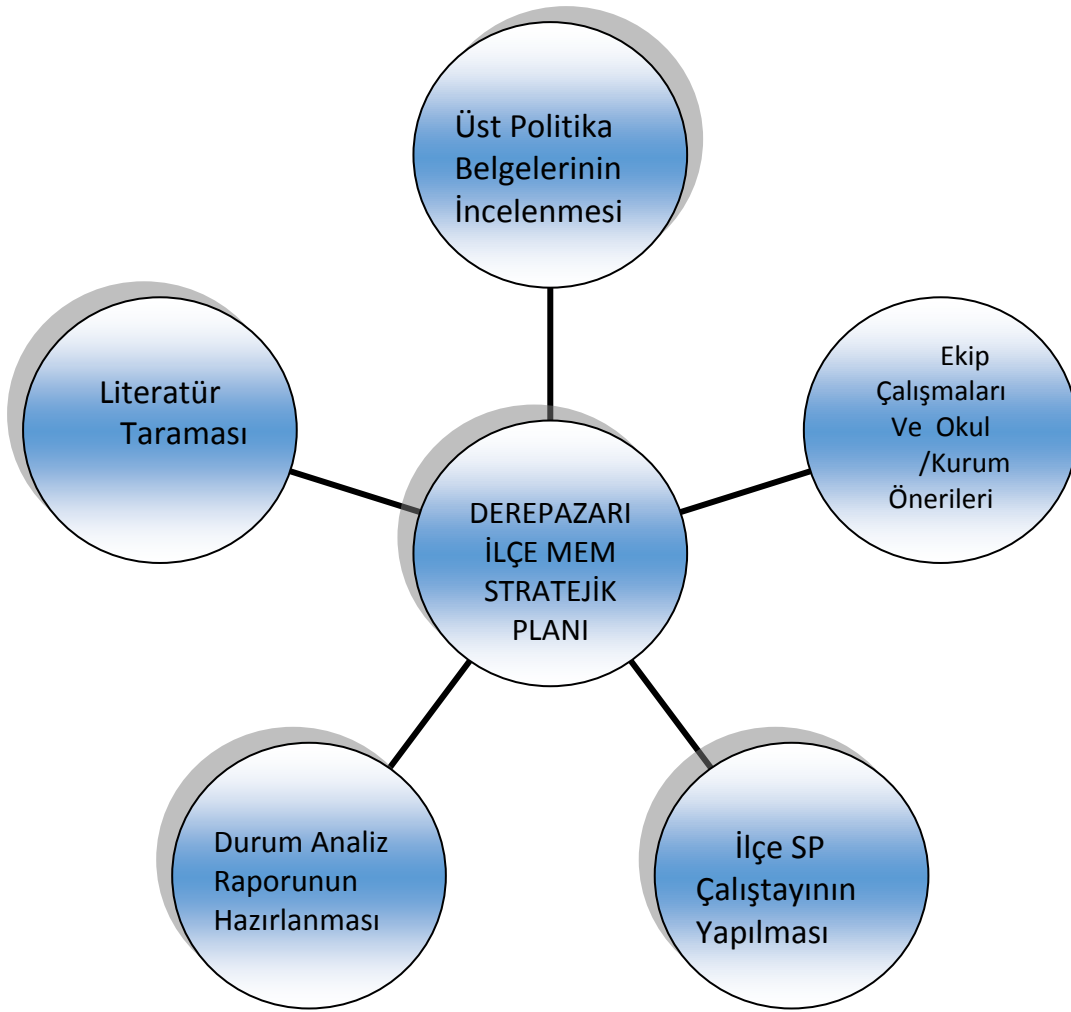 Üst Politika
Belgelerinin
İncelenmesi
Literatür
Taraması
Ekip
Çalışmaları
Ve Okul
/Kurum
Önerileri
DEREPAZARI
İLÇE MEM
STRATEJİK
PLANI
Durum Analiz
Raporunun
Hazırlanması
İlçe SP
Çalıştayının
Yapılması